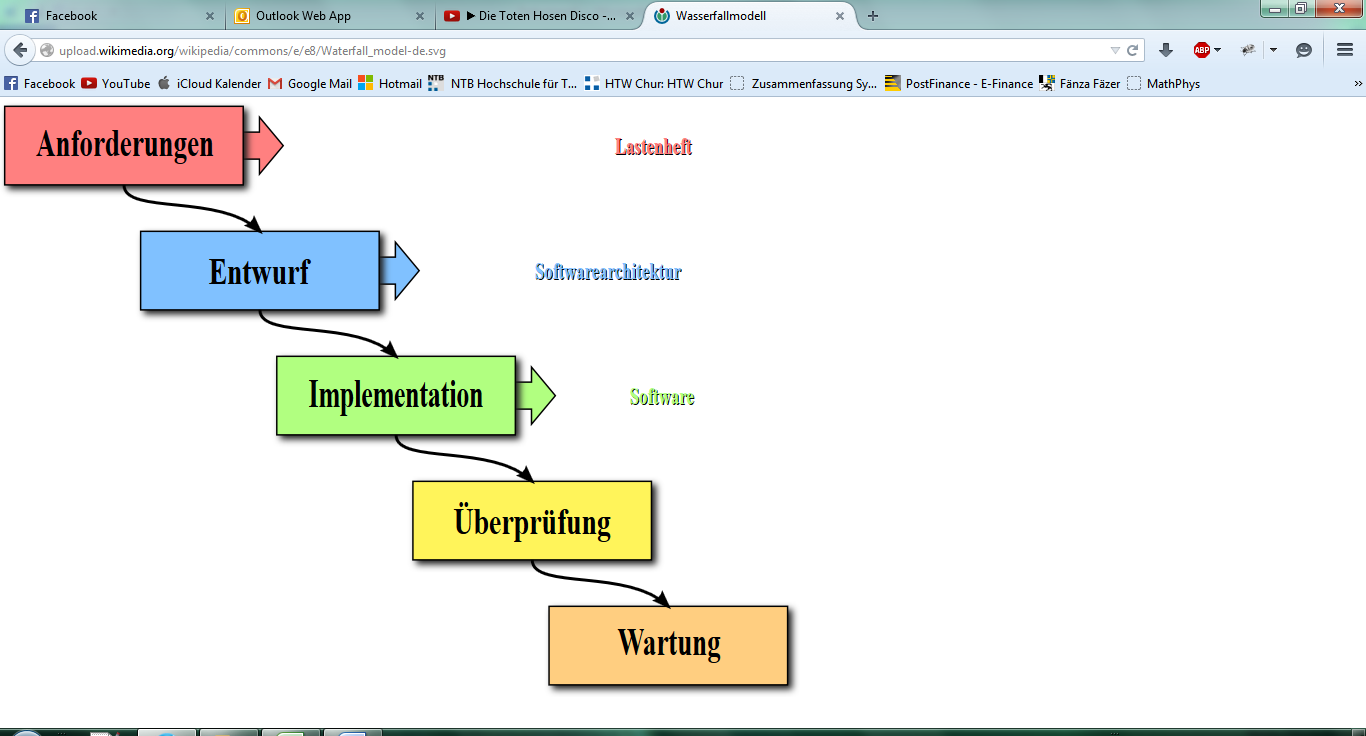 Facebook
Outlook Web App
▶ Die Toten Hosen Disco -...
Wasserfallmodell
upload.wikimedia.org/wikipedia/commons/e/e8/Waterfall_model-de.svg
ABP
Facebook
YouTube
iCloud Kalender
Google Mail
Hotmail
NTB
NTB Hochschule für T...
HTW Chur: HTW Chur
Zusammenfassung Sy...
PostFinance - E-Finance
Fänza Fäzer
MathPhys
»
Anforderungen
Lastenheft
Entwurf
Softwarearchitektur
Implementation
Software
Überprüfung
Wartung